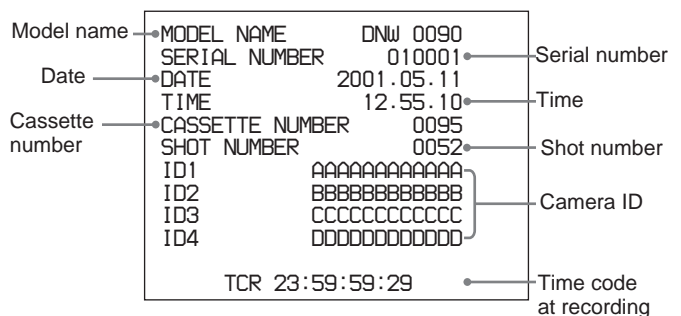 Model name
MODEL NAME DNW 0090
SERIAL NUMBER 010001
Serial number
Date
DATE 2001.05.11
TIME 12.55.10
Time
Cassette
number
CASSETTE NUMBER 0095
SHOT NUMBER 0052
Shot number
ID1 AAAAAAAAAAAA
ID2 BBBBBBBBBBBB
ID3 CCCCCCCCCCCC
ID4 DDDDDDDDDDDD
Camera ID
TCR 23:59:59:29
Time code
at recording